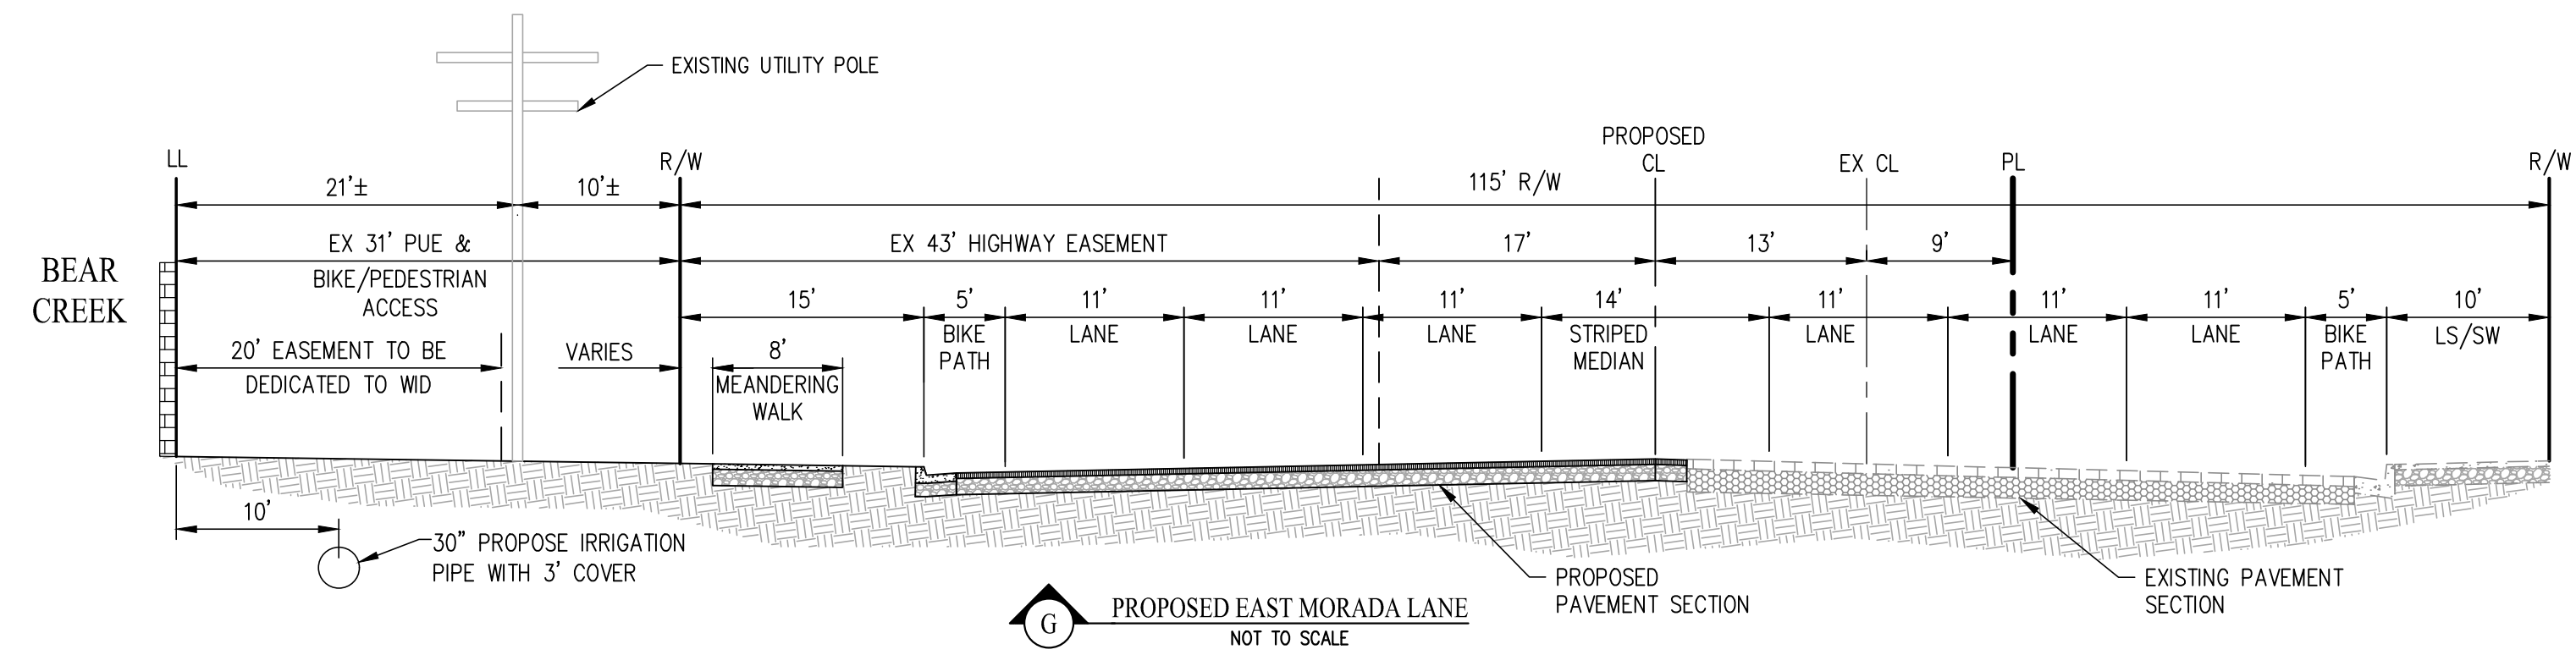 EXISTING UTILITY POLE
LL
R/W
PROPOSED
CL
EX CL
PL
R/W
21'±
10'±
115' R/W
EX 31' PUE &
BIKE/PEDESTRIAN
ACCESS
EX 43' HIGHWAY EASEMENT
17'
13'
9'
BEAR
CREEK
15'
5'
BIKE
PATH
11'
LANE
11'
LANE
11'
LANE
14'
STRIPED
MEDIAN
11'
LANE
11'
LANE
11'
LANE
5'
BIKE
PATH
10'
LS/SW
20' EASEMENT TO BE
DEDICATED TO WID
VARIES
8'
MEANDERING
WALK
10'
30" PROPOSE IRRIGATION
PIPE WITH 3' COVER
PROPOSED
PAVEMENT SECTION
EXISTING PAVEMENT
SECTION
G
PROPOSED EAST MORADA LANE
NOT TO SCALE